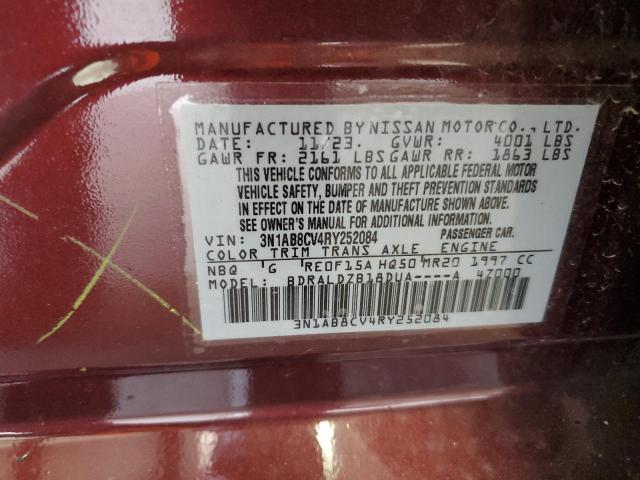 MANUFACTURED BY NISSAN MOTOR CO., LTD.
DATE: 11/23. GVWR: 4001 LBS
GAWR FR: 2161 LBS GAWR RR: 1863 LBS
THIS VEHICLE CONFORMS TO ALL APPLICABLE FEDERAL MOTOR
VEHICLE SAFETY, BUMPER AND THEFT PREVENTION STANDARDS
IN EFFECT ON THE DATE OF MANUFACTURE SHOWN ABOVE.
SEE OWNER'S MANUAL FOR ADDITIONAL INFORMATION.
VIN: 3N1AB8CV4RY252084 PASSENGER CAR.
COLOR TRIM TRANS AXLE ENGINE
NBQ G RE0F15A HQ50 MR20 1997 CC
MODEL: BDRALDZB18DUA----A 47000
3N1AB8CV4RY252084